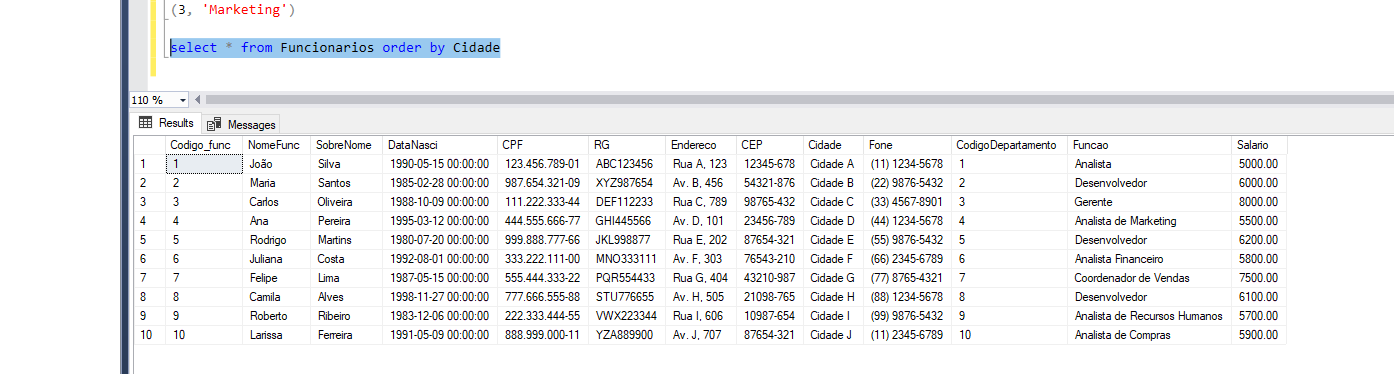 (3, 'Marketing')
select * from Funcionarios order by Cidade
110 %
Results Messages
Codigo_func NomeFunc SobreNome DataNasci CPF RG Endereco CEP Cidade Fone CodigoDepartamento Funcao Salario
1 1 João Silva 1990-05-15 00:00:00 123.456.789-01 ABC123456 Rua A, 123 12345-678 Cidade A (11) 1234-5678 1 Analista 5000.00
2 2 Maria Santos 1985-02-28 00:00:00 987.654.321-09 XYZ987654 Av. B, 456 54321-876 Cidade B (22) 9876-5432 2 Desenvolvedor 6000.00
3 3 Carlos Oliveira 1988-10-09 00:00:00 111.222.333-44 DEF112233 Rua C, 789 98765-432 Cidade C (33) 4567-8901 3 Gerente 8000.00
4 4 Ana Pereira 1995-03-12 00:00:00 444.555.666-77 GHI445566 Av. D, 101 23456-789 Cidade D (44) 1234-5678 4 Analista de Marketing 5500.00
5 5 Rodrigo Martins 1980-07-20 00:00:00 999.888.777-66 JKL998877 Rua E, 202 87654-321 Cidade E (55) 9876-5432 5 Desenvolvedor 6200.00
6 6 Juliana Costa 1992-08-01 00:00:00 333.222.111-00 MNO333111 Av. F, 303 76543-210 Cidade F (66) 2345-6789 6 Analista Financeiro 5800.00
7 7 Felipe Lima 1987-05-15 00:00:00 555.444.333-22 PQR554433 Rua G, 404 43210-987 Cidade G (77) 8765-4321 7 Coordenador de Vendas 7500.00
8 8 Camila Alves 1998-11-27 00:00:00 777.666.555-88 STU776655 Av. H, 505 21098-765 Cidade H (88) 1234-5678 8 Desenvolvedor 6100.00
9 9 Roberto Ribeiro 1983-12-06 00:00:00 222.333.444-55 VWX223344 Rua I, 606 10987-654 Cidade I (99) 9876-5432 9 Analista de Recursos Humanos 5700.00
10 10 Larissa Ferreira 1991-05-09 00:00:00 888.999.000-11 YZA889900 Av. J, 707 87654-321 Cidade J (11) 2345-6789 10 Analista de Compras 5900.00